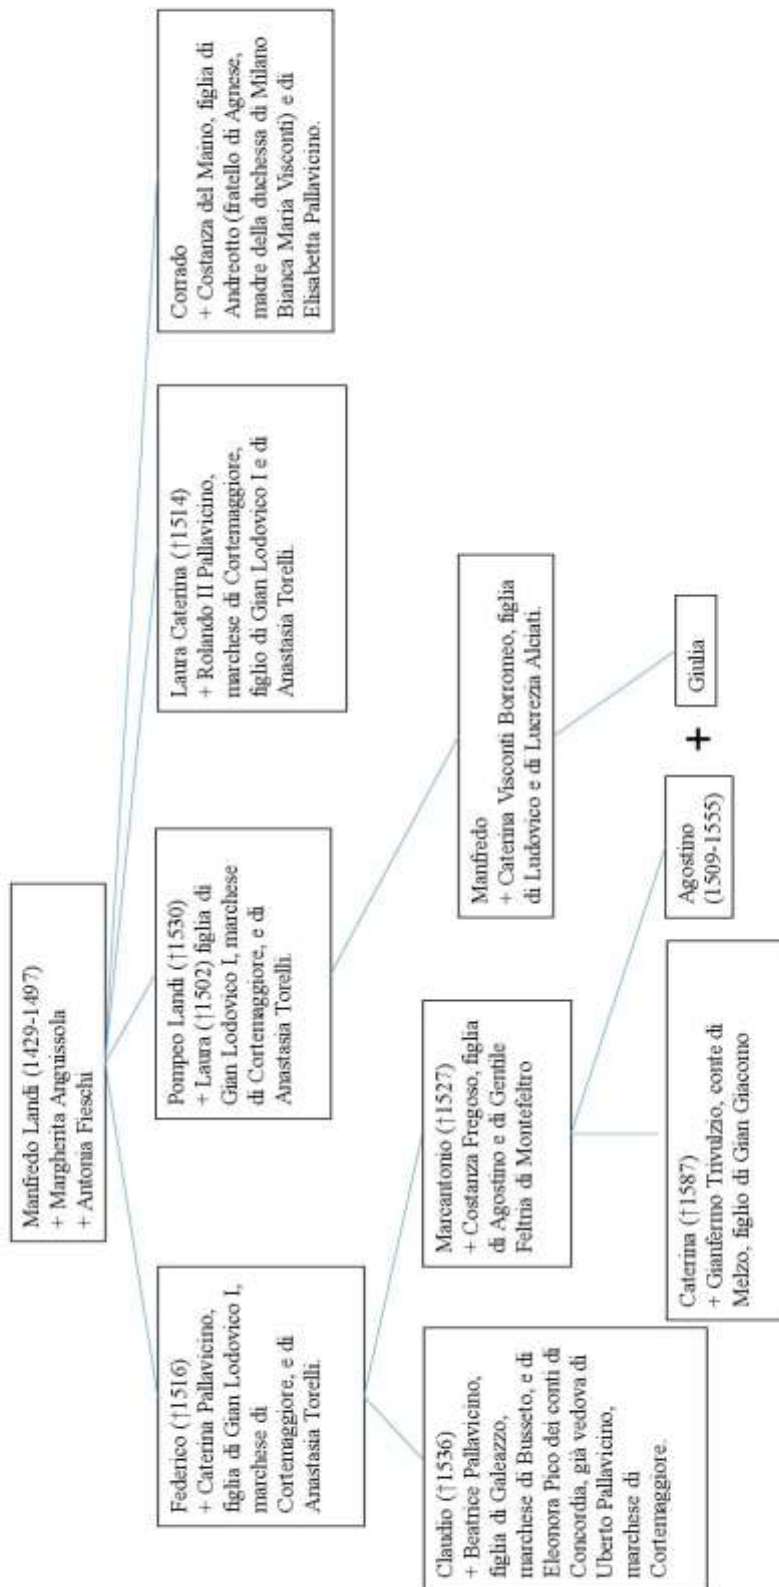 Manfredo Landi (1429-1497)
+ Margherita Anguissola
+ Antonia Fieschi
Federico (†1516)
+ Caterina Pallavicino,
figlia di Gian Lodovico I,
marchese di
Cortemaggiore, e di
Anastasia Torelli.
Pompeo Landi (†1530)
+ Laura (†1502) figlia di
Gian Lodovico I, marchese
di Cortemaggiore, e di
Anastasia Torelli.
Laura Caterina (†1514)
+ Rolando II Pallavicino,
marchese di Cortemaggiore,
figlio di Gian Lodovico I e di
Anastasia Torelli.
Corrado
+ Costanza del Maino, figlia di
Andreotto (fratello di Agnese,
madre della duchessa di Milano
Bianca Maria Visconti) e di
Elisabetta Pallavicino.
Claudio (†1536)
+ Beatrice Pallavicino,
figlia di Galeazzo,
marchese di Busseto, e di
Eleonora Pico dei conti di
Concordia, già vedova di
Uberto Pallavicino,
marchese di
Cortemaggiore.
Marcantonio (†1527)
+ Costanza Fregoso, figlia
di Agostino e di Gentile
Feltria di Montefeltro
Manfredo
+ Caterina Visconti Borromeo, figlia
di Ludovico e di Lucrezia Alciati.
Caterina (†1587)
+ Gianfermo Trivulzio, conte di
Melzo, figlio di Gian Giacomo
Agostino
(1509-1555)
+
Giulia